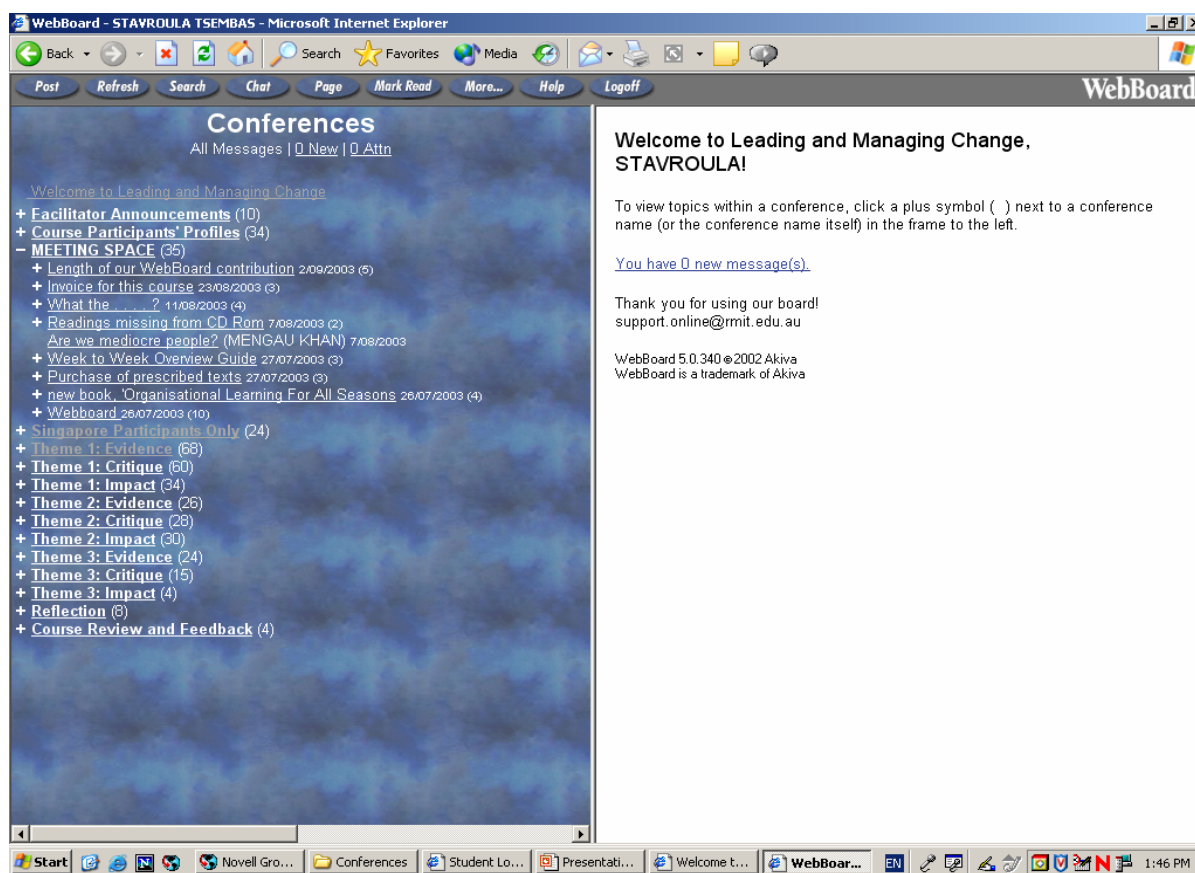 WebBoard - STAVROULA TSEMBAS - Microsoft Internet Explorer
Back Search Favorites Media
Post Refresh Search Chat Page Mark Read More... Help Logoff WebBoard
Conferences
All Messages | 0 New | 0 Attn
Welcome to Leading and Managing Change
+ Facilitator Announcements (10)
+ Course Participants' Profiles (34)
− MEETING SPACE (35)
+ Length of our WebBoard contribution 2/09/2003 (5)
+ Invoice for this course 23/08/2003 (3)
+ What the . . . . ? 11/08/2003 (4)
+ Readings missing from CD Rom 7/08/2003 (2)
Are we mediocre people? (MENGAU KHAN) 7/08/2003
+ Week to Week Overview Guide 27/07/2003 (3)
+ Purchase of prescribed texts 27/07/2003 (3)
+ new book, 'Organisational Learning For All Seasons 26/07/2003 (4)
+ Webboard 26/07/2003 (10)
+ Singapore Participants Only (24)
+ Theme 1: Evidence (68)
+ Theme 1: Critique (60)
+ Theme 1: Impact (34)
+ Theme 2: Evidence (26)
+ Theme 2: Critique (28)
+ Theme 2: Impact (30)
+ Theme 3: Evidence (24)
+ Theme 3: Critique (15)
+ Theme 3: Impact (4)
+ Reflection (8)
+ Course Review and Feedback (4)
Welcome to Leading and Managing Change,
STAVROULA!
To view topics within a conference, click a plus symbol ( ) next to a conference
name (or the conference name itself) in the frame to the left.
You have 0 new message(s).
Thank you for using our board!
support.online@rmit.edu.au
WebBoard 5.0.340 ©2002 Akiva
WebBoard is a trademark of Akiva
Start Novell Gro... Conferences Student Lo... Presentati... Welcome t... WebBoar... EN 1:46 PM